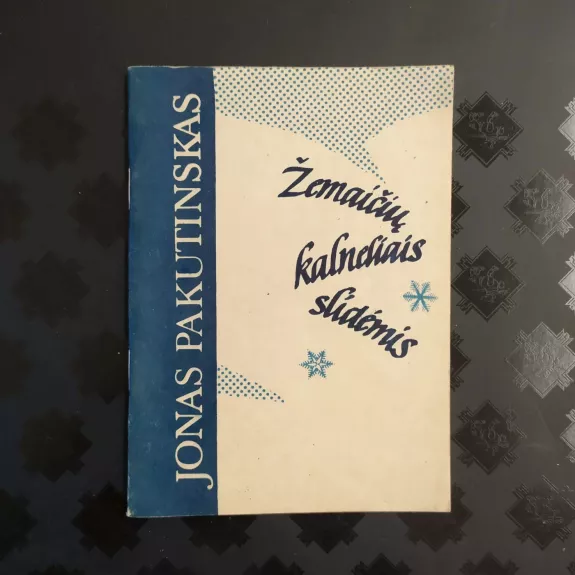 JONAS PAKUTINSKAS
Žemaičių
kalneliais
slidėmis